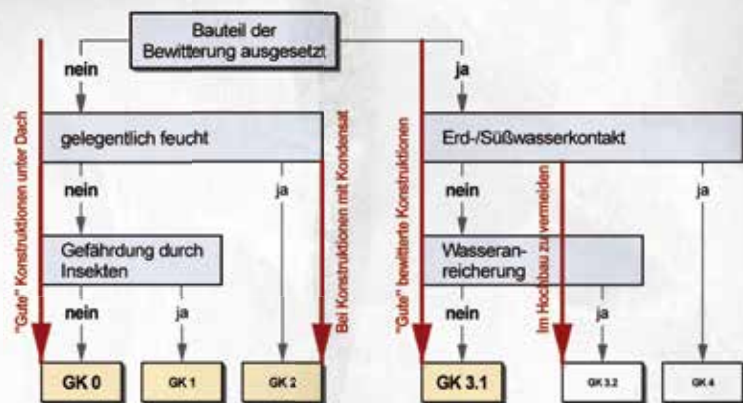 Bauteil der
Bewitterung ausgesetzt
nein
ja
gelegentlich feucht
Erd-/Süßwasserkontakt
nein
ja
nein
ja
Gefährdung durch
Insekten
Wasseran-
reicherung
nein
ja
nein
ja
"Gute" Konstruktionen unter Dach
Bei Konstruktionen mit Kondensat
"Gute" bewitterte Konstruktionen
Im Hochbau zu vermeiden
GK 0
GK 1
GK 2
GK 3.1
GK 3.2
GK 4